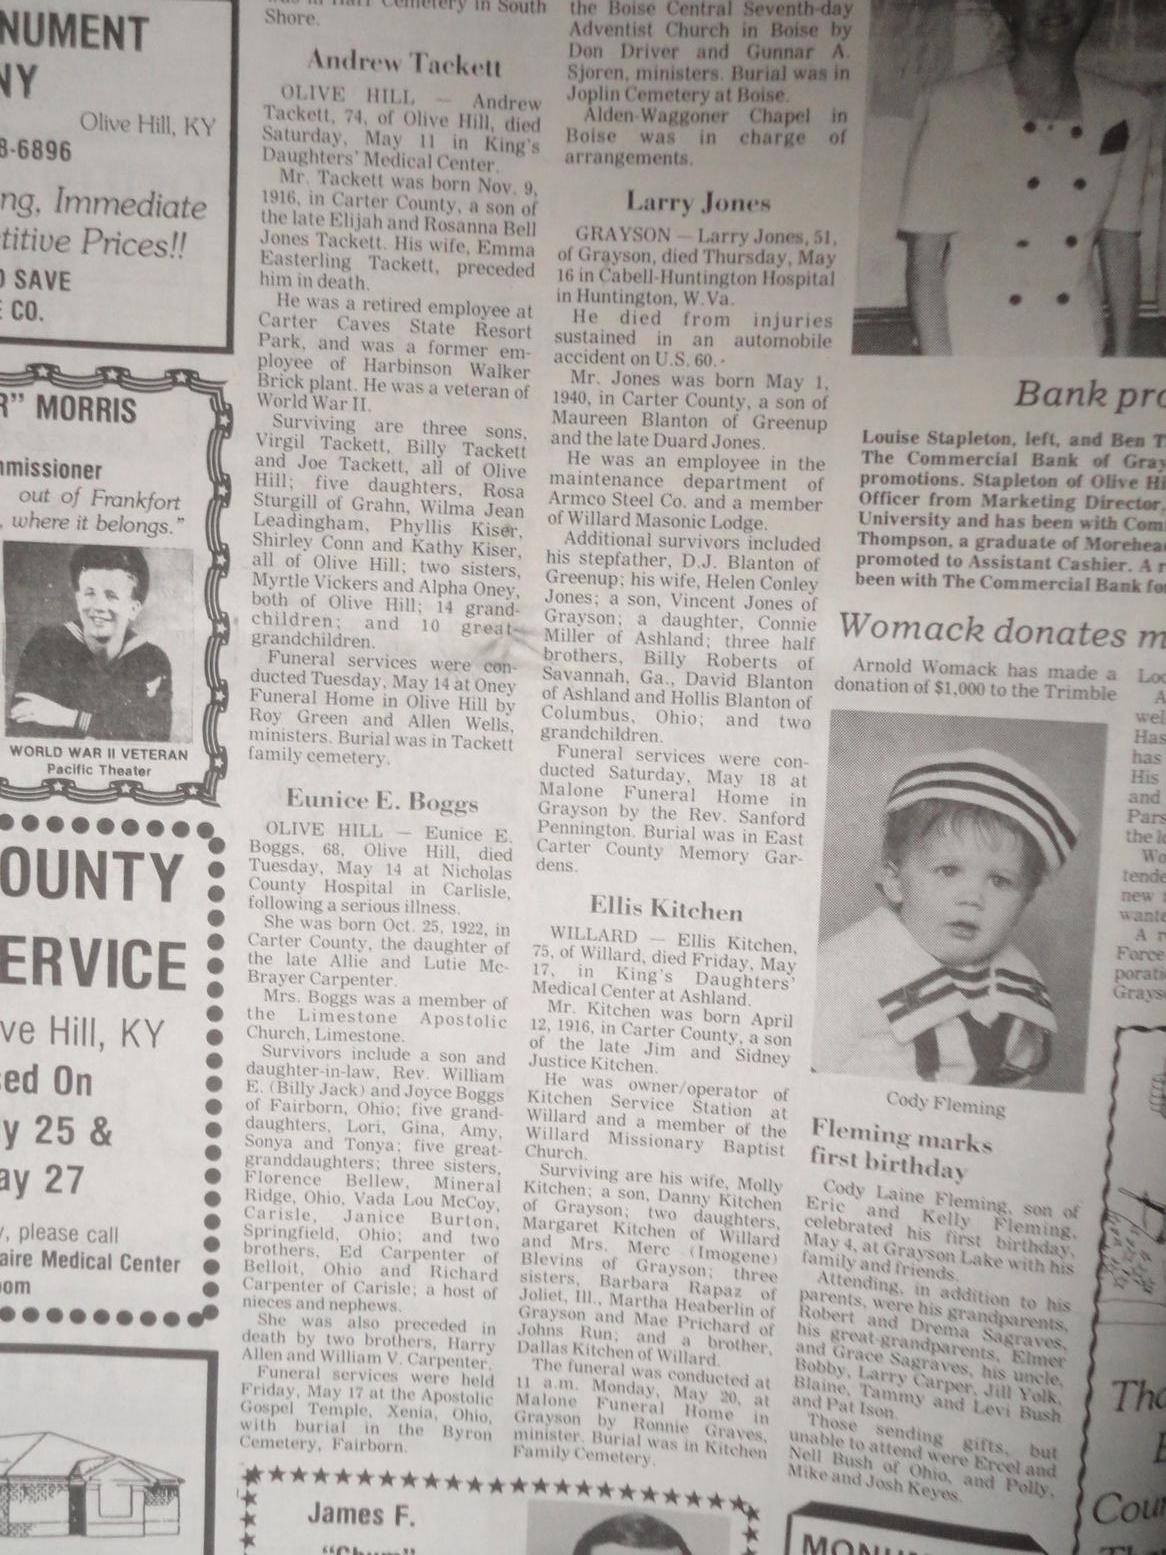 NUMENT
NY
Olive Hill, KY
8-6896
ng, Immediate
titive Prices!!
SAVE
CO.
R" MORRIS
mmissioner
out of Frankfort
, where it belongs."
WORLD WAR II VETERAN
Pacific Theater
OUNTY
ERVICE
ve Hill, KY
sed On
y 25 &
ay 27
y, please call
aire Medical Center
oom
Cemetery in South
Shore.
Andrew Tackett
OLIVE HILL — Andrew
Tackett, 74, of Olive Hill, died
Saturday, May 11 in King's
Daughters' Medical Center.
Mr. Tackett was born Nov. 9,
1916, in Carter County, a son of
the late Elijah and Rosanna Bell
Jones Tackett. His wife, Emma
Easterling Tackett, preceded
him in death.
He was a retired employee at
Carter Caves State Resort
Park, and was a former em-
ployee of Harbinson Walker
Brick plant. He was a veteran of
World War II.
Surviving are three sons,
Virgil Tackett, Billy Tackett
and Joe Tackett, all of Olive
Hill; five daughters, Rosa
Sturgill of Grahn, Wilma Jean
Leadingham, Phyllis Kiser,
Shirley Conn and Kathy Kiser,
all of Olive Hill; two sisters,
Myrtle Vickers and Alpha Oney,
both of Olive Hill; 14 grand-
children; and 10 great-
grandchildren.
Funeral services were con-
ducted Tuesday, May 14 at Oney
Funeral Home in Olive Hill by
Roy Green and Allen Wells,
ministers. Burial was in Tackett
family cemetery.
Eunice E. Boggs
OLIVE HILL — Eunice E.
Boggs, 68, Olive Hill, died
Tuesday, May 14 at Nicholas
County Hospital in Carlisle,
following a serious illness.
She was born Oct. 25, 1922, in
Carter County, the daughter of
the late Allie and Lutie Mc-
Brayer Carpenter.
Mrs. Boggs was a member of
the Limestone Apostolic
Church, Limestone.
Survivors include a son and
daughter-in-law, Rev. William
E. (Billy Jack) and Joyce Boggs
of Fairborn, Ohio; five grand-
daughters, Lori, Gina, Amy,
Sonya and Tonya; five great-
granddaughters; three sisters,
Florence Bellew, Mineral
Ridge, Ohio, Vada Lou McCoy,
Carisle, Janice Burton,
Springfield, Ohio; and two
brothers, Ed Carpenter of
Belloit, Ohio and Richard
Carpenter of Carisle; a host of
nieces and nephews.
She was also preceded in
death by two brothers, Harry
Allen and William V. Carpenter.
Funeral services were held
Friday, May 17 at the Apostolic
Gospel Temple, Xenia, Ohio,
with burial in the Byron
Cemetery, Fairborn.
James F.
"Chum"
the Boise Central Seventh-day
Adventist Church in Boise by
Don Driver and Gunnar A.
Sjoren, ministers. Burial was in
Joplin Cemetery at Boise.
Alden-Waggoner Chapel in
Boise was in charge of
arrangements.
Larry Jones
GRAYSON — Larry Jones, 51,
of Grayson, died Thursday, May
16 in Cabell-Huntington Hospital
in Huntington, W.Va.
He died from injuries
sustained in an automobile
accident on U.S. 60.
Mr. Jones was born May 1,
1940, in Carter County, a son of
Maureen Blanton of Greenup
and the late Duard Jones.
He was an employee in the
maintenance department of
Armco Steel Co. and a member
of Willard Masonic Lodge.
Additional survivors included
his stepfather, D.J. Blanton of
Greenup; his wife, Helen Conley
Jones; a son, Vincent Jones of
Grayson; a daughter, Connie
Miller of Ashland; three half
brothers, Billy Roberts of
Savannah, Ga., David Blanton
of Ashland and Hollis Blanton of
Columbus, Ohio; and two
grandchildren.
Funeral services were con-
ducted Saturday, May 18 at
Malone Funeral Home in
Grayson by the Rev. Sanford
Pennington. Burial was in East
Carter County Memory Gar-
dens.
Ellis Kitchen
WILLARD — Ellis Kitchen,
75, of Willard, died Friday, May
17, in King's Daughters'
Medical Center at Ashland.
Mr. Kitchen was born April
12, 1916, in Carter County, a son
of the late Jim and Sidney
Justice Kitchen.
He was owner/operator of
Kitchen Service Station at
Willard and a member of the
Willard Missionary Baptist
Church.
Surviving are his wife, Molly
Kitchen; a son, Danny Kitchen
of Grayson; two daughters,
Margaret Kitchen of Willard
and Mrs. Merc (Imogene)
Blevins of Grayson; three
sisters, Barbara Rapaz of
Joliet, Ill., Martha Heaberlin of
Grayson and Mae Prichard of
Johns Run; and a brother,
Dallas Kitchen of Willard.
The funeral was conducted at
11 a.m. Monday, May 20, at
Malone Funeral Home in
Grayson by Ronnie Graves,
minister. Burial was in Kitchen
Family Cemetery.
Bank pro
Louise Stapleton, left, and Ben T
The Commercial Bank of Gray
promotions. Stapleton of Olive Hi
Officer from Marketing Director,
University and has been with Com
Thompson, a graduate of Morehea
promoted to Assistant Cashier. A r
been with The Commercial Bank fo
Womack donates m
Arnold Womack has made a
donation of $1,000 to the Trimble
Loc
A
wel
Has
has
His
and
Pars
the l
Wo
tende
new
wante
A r
Force
porati
Grays
Cody Fleming
Fleming marks
first birthday
Cody Laine Fleming, son of
Eric and Kelly Fleming,
celebrated his first birthday,
May 4, at Grayson Lake with his
family and friends.
Attending, in addition to his
parents, were his grandparents,
Robert and Drema Sagraves,
his great-grandparents, Elmer
and Grace Sagraves, his uncle,
Bobby, Larry Carper, Jill Yolk,
Blaine, Tammy and Levi Bush
and Pat Ison.
Those sending gifts, but
unable to attend were Ercel and
Nell Bush of Ohio, and Polly,
Mike and Josh Keyes.
Tha
Cour
MONU